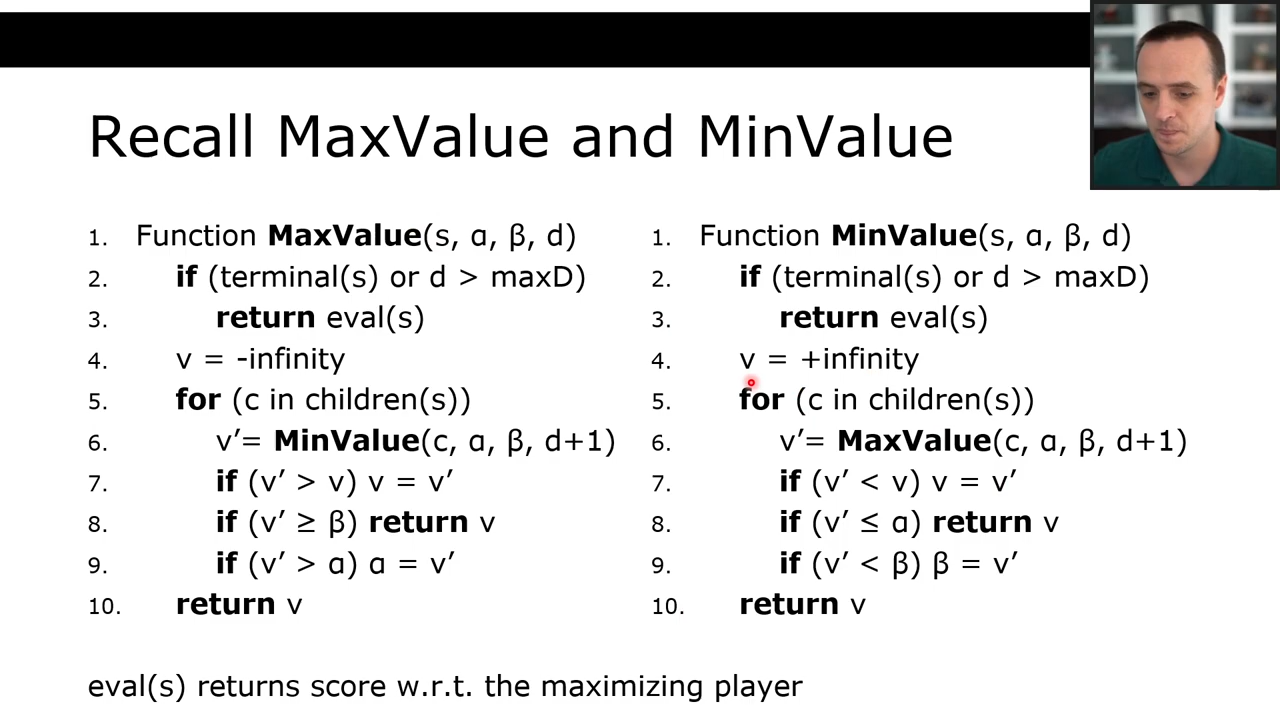 Recall MaxValue and MinValue
1. Function MaxValue(s, α, β, d)
2. if (terminal(s) or d > maxD)
3. return eval(s)
4. v = -infinity
5. for (c in children(s))
6. v’= MinValue(c, α, β, d+1)
7. if (v’ > v) v = v’
8. if (v’ ≥ β) return v
9. if (v’ > α) α = v’
10. return v
1. Function MinValue(s, α, β, d)
2. if (terminal(s) or d > maxD)
3. return eval(s)
4. v = +infinity
5. for (c in children(s))
6. v’= MaxValue(c, α, β, d+1)
7. if (v’ < v) v = v’
8. if (v’ ≤ α) return v
9. if (v’ < β) β = v’
10. return v
eval(s) returns score w.r.t. the maximizing player